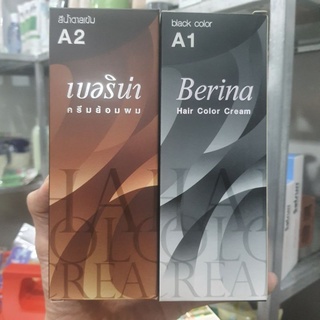 สีน้ำตาลเข้ม
A2
เบอริน่า
ครีมย้อมผม
black color
A1
Berina
Hair Color Cream